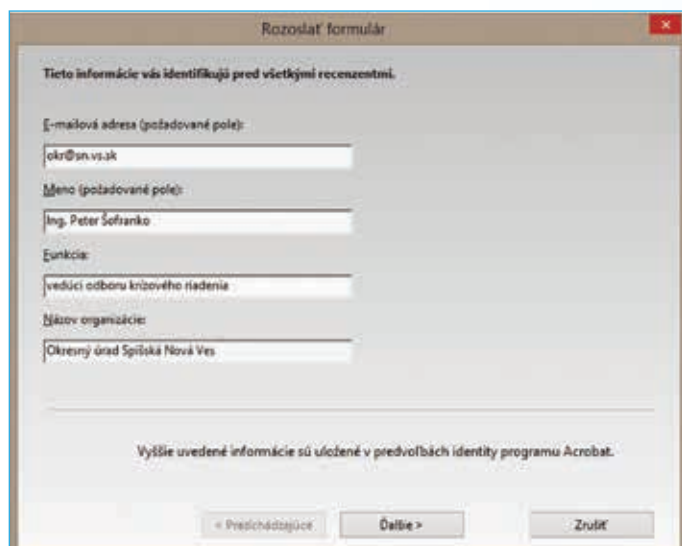 Rozoslať formulár
Tieto informácie vás identifikujú pred všetkými recenzentmi.
E-mailová adresa (požadované pole):
okr@sn.vs.sk
Meno (požadované pole):
Ing. Peter Šofranko
Funkcia:
vedúci odboru krízového riadenia
Názov organizácie:
Okresný úrad Spišská Nová Ves
Vyššie uvedené informácie sú uložené v predvoľbách identity programu Acrobat.
< Predchádzajúce
Ďalšie >
Zrušiť